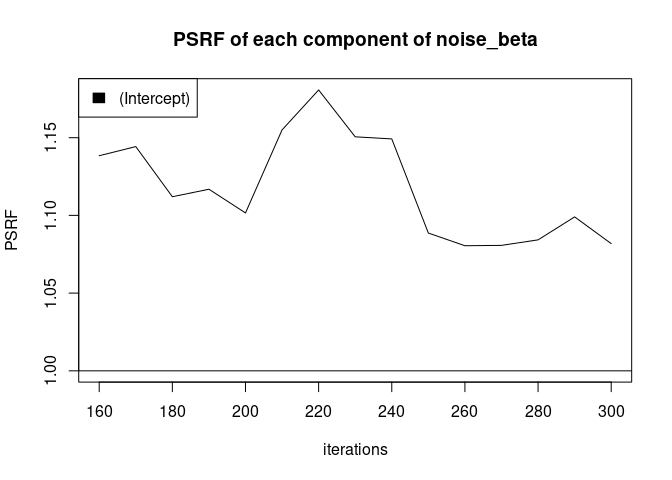 PSRF of each component of noise_beta
(Intercept)
PSRF
1.15
1.10
1.05
1.00
160 180 200 220 240 260 280 300
iterations